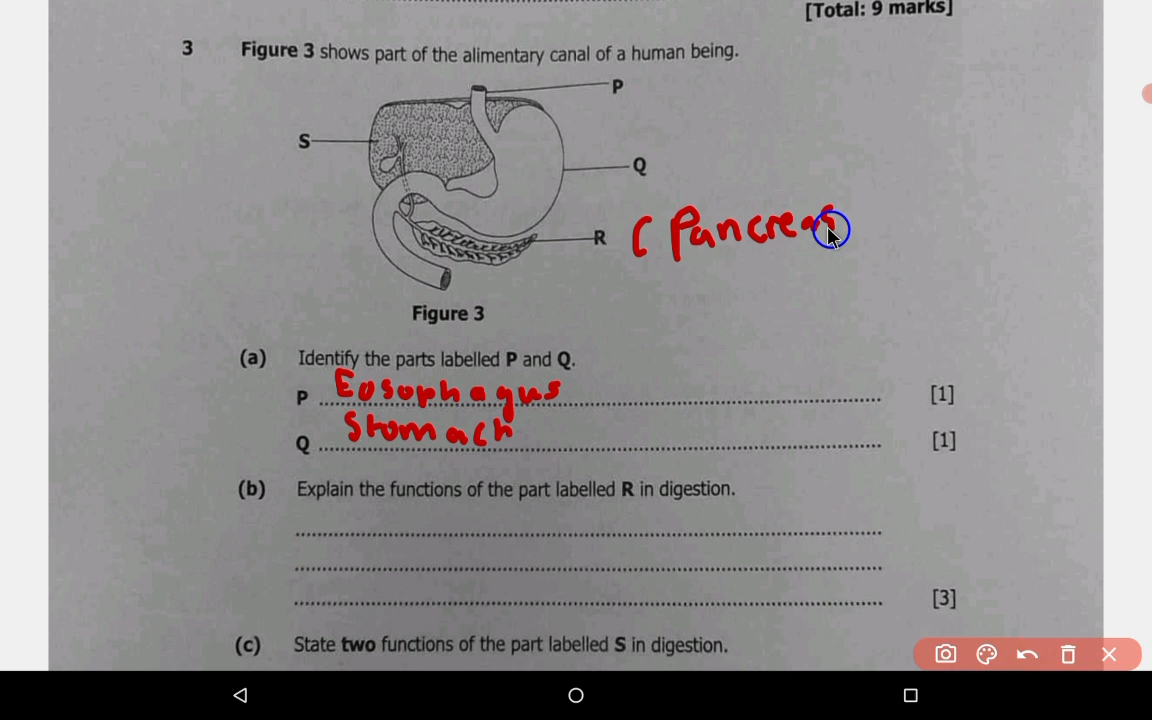 [Total: 9 marks]
3 Figure 3 shows part of the alimentary canal of a human being.
P
S
Q
R ( Pancreas
Figure 3
(a) Identify the parts labelled P and Q.
P Eosophagus [1]
Q Stomach [1]
(b) Explain the functions of the part labelled R in digestion.
[3]
(c) State two functions of the part labelled S in digestion.